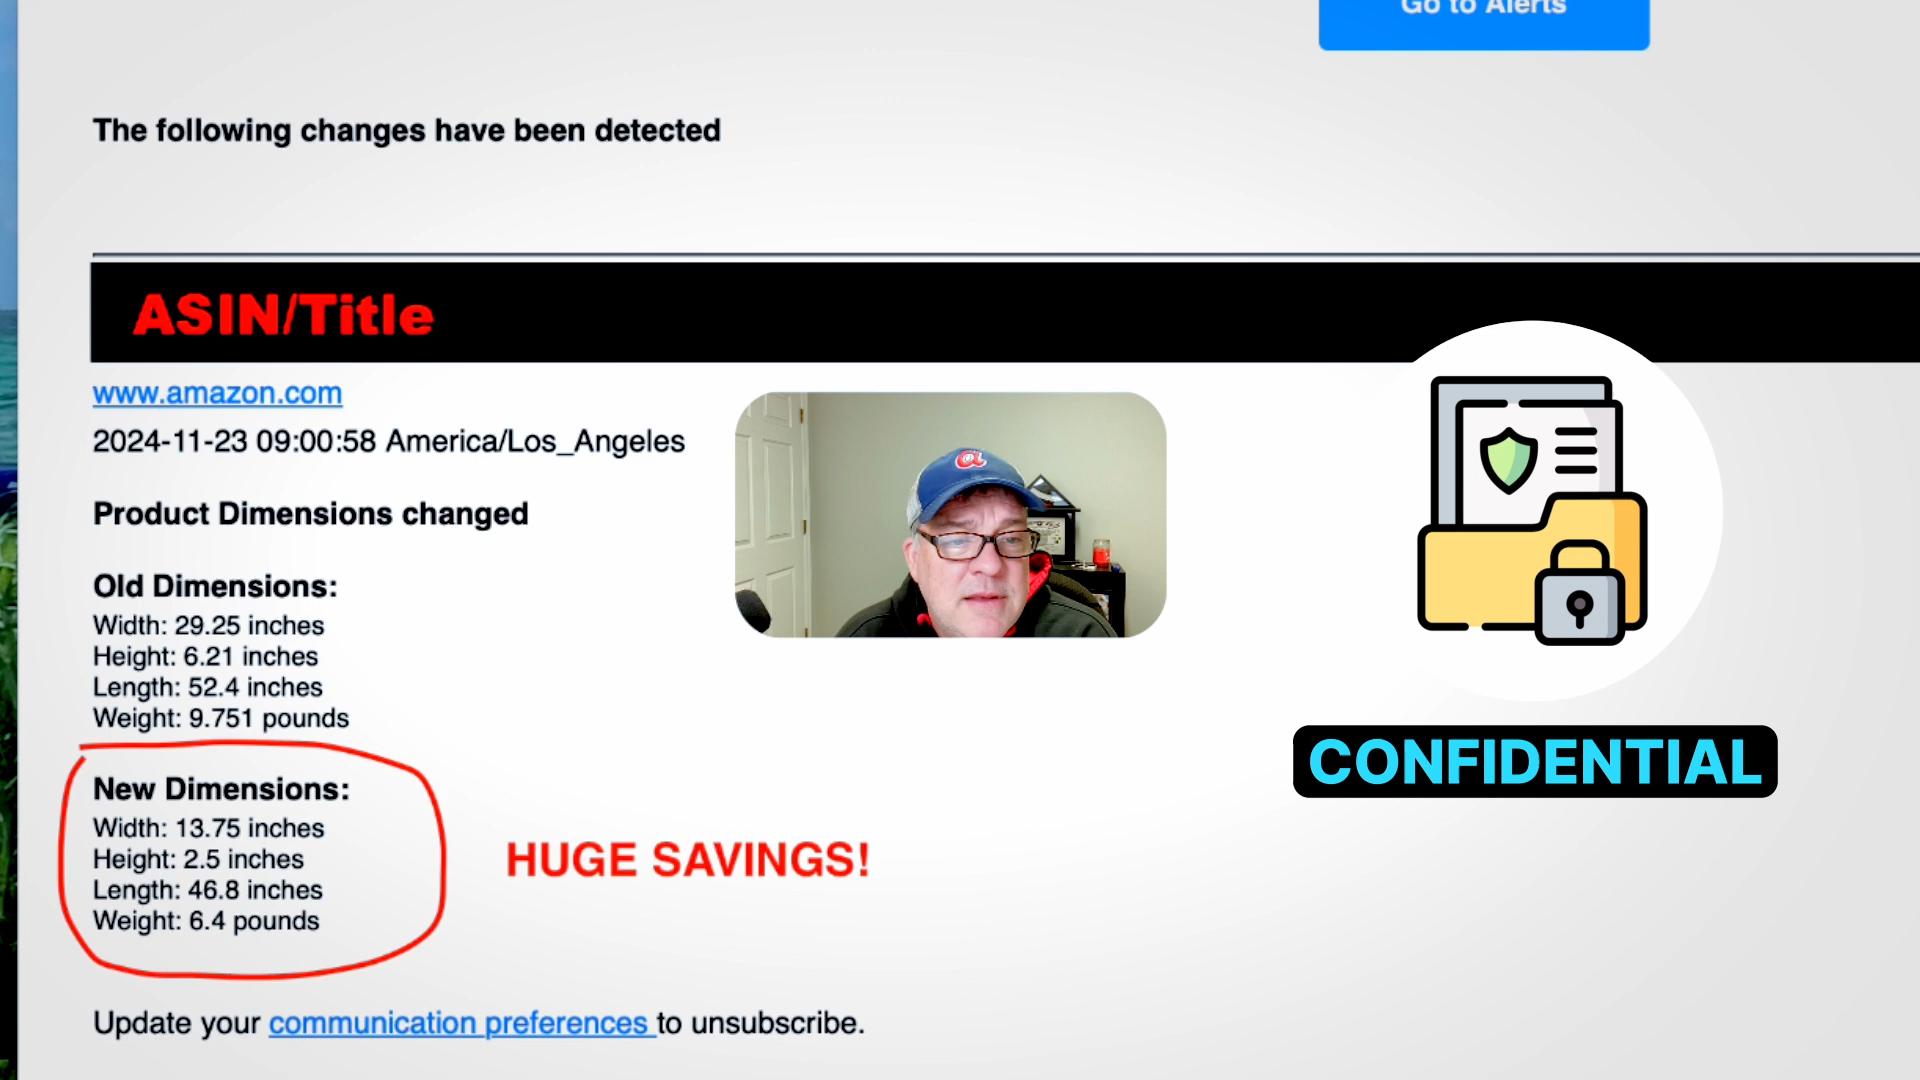 Go to Alerts
The following changes have been detected
ASIN/Title
www.amazon.com
2024-11-23 09:00:58 America/Los_Angeles
Product Dimensions changed
Old Dimensions:
Width: 29.25 inches
Height: 6.21 inches
Length: 52.4 inches
Weight: 9.751 pounds
New Dimensions:
Width: 13.75 inches
Height: 2.5 inches
Length: 46.8 inches
Weight: 6.4 pounds
HUGE SAVINGS!
CONFIDENTIAL
Update your communication preferences to unsubscribe.
a